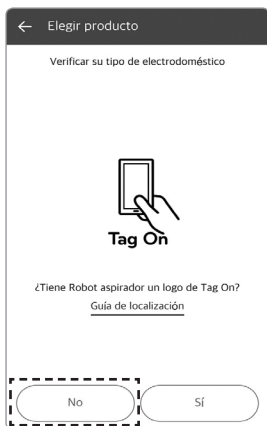 ← Elegir producto
Verificar su tipo de electrodoméstico
Tag On
¿Tiene Robot aspirador un logo de Tag On?
Guía de localización
No
Sí